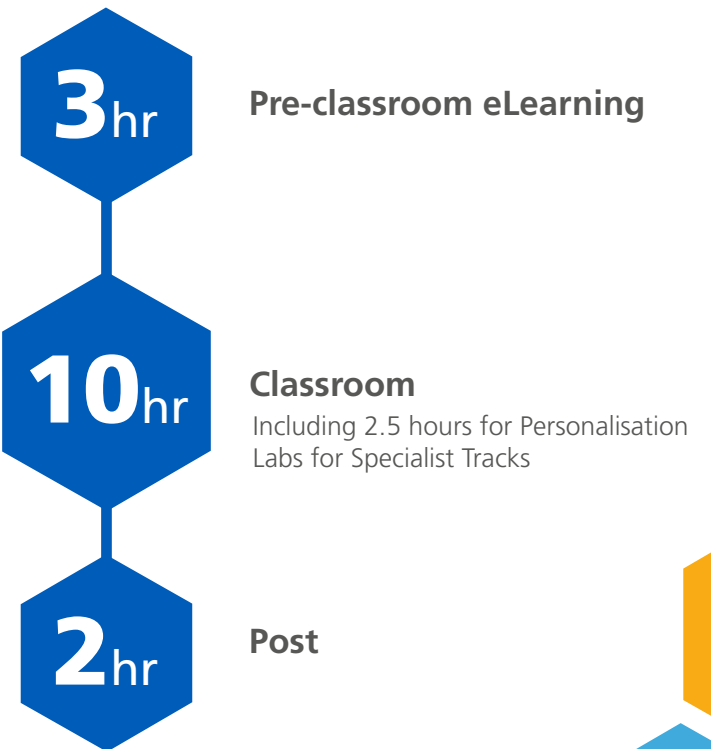 3hr
Pre-classroom eLearning
10hr
Classroom
Including 2.5 hours for Personalisation
Labs for Specialist Tracks
2hr
Post